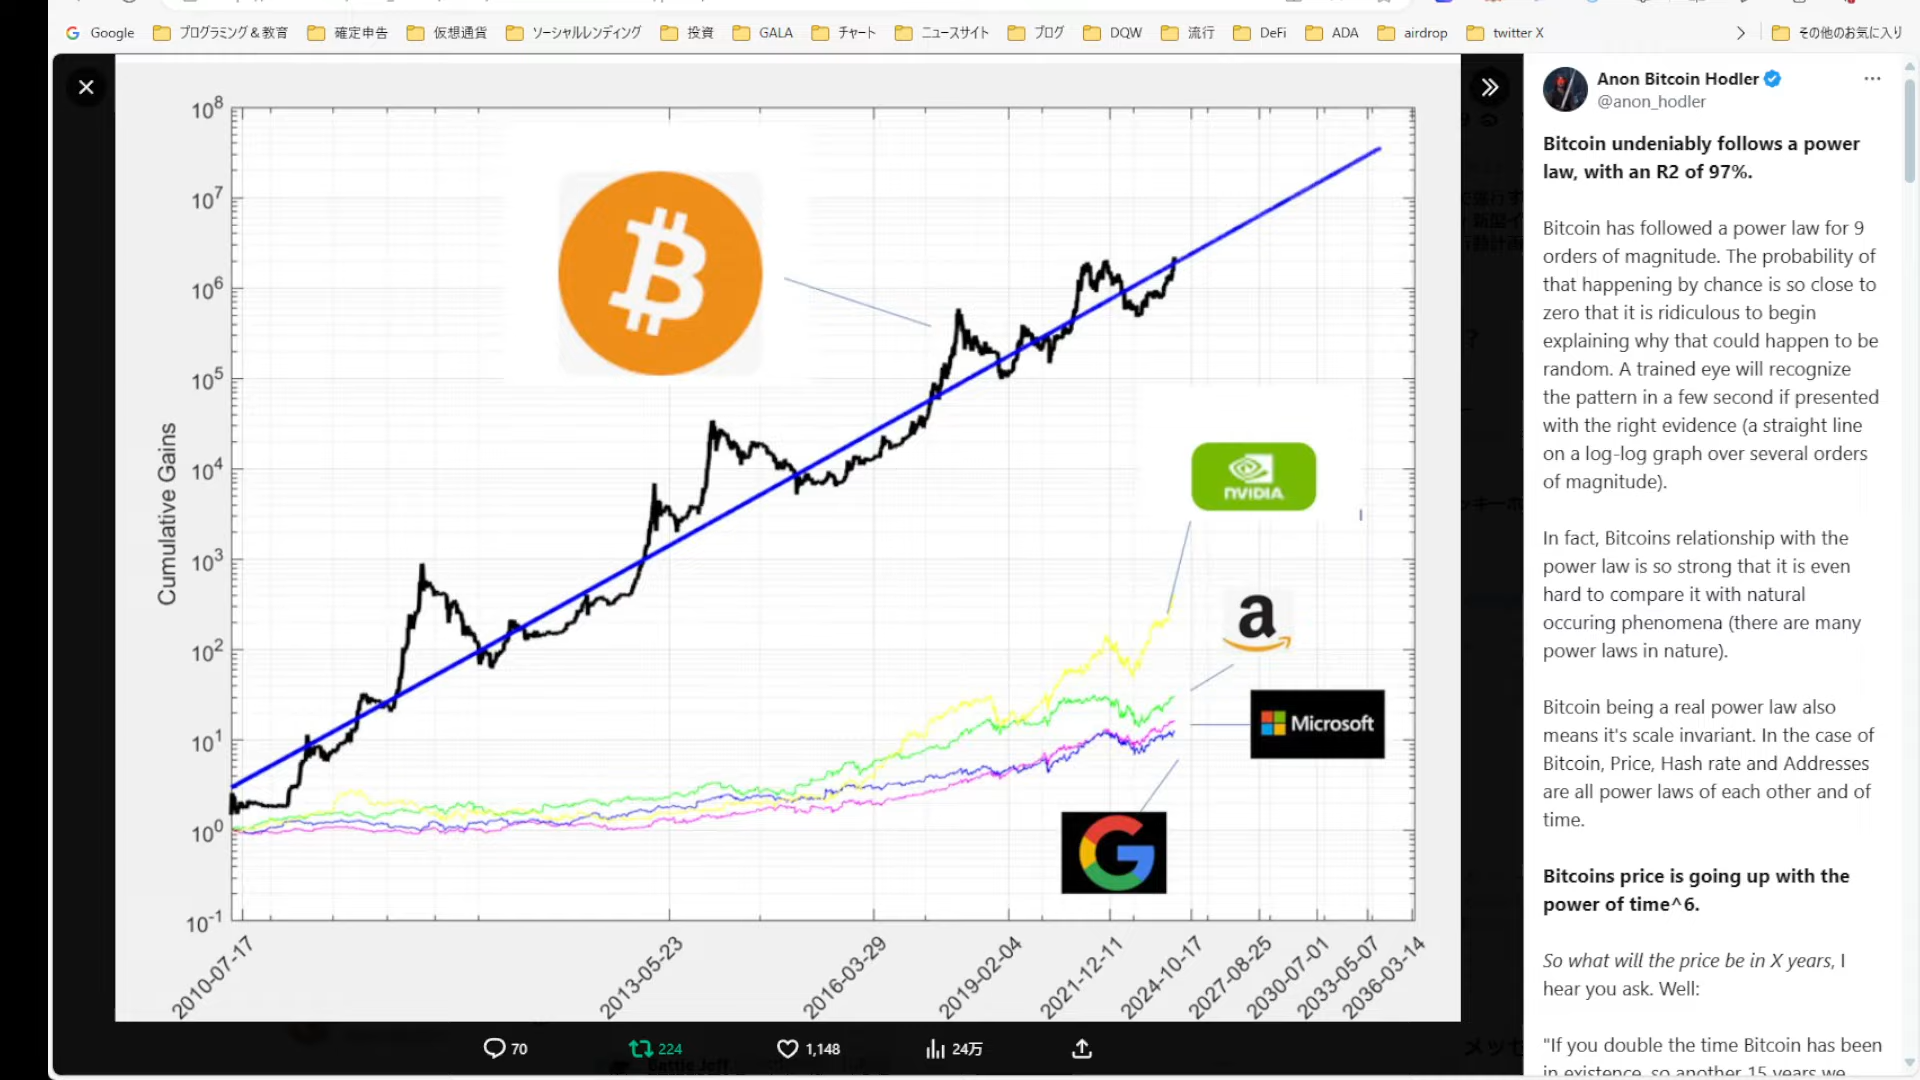 Google プログラミング＆教育 確定申告 仮想通貨 ソーシャルレンディング 投資 GALA チャート ニュースサイト ブログ DQW 流行 DeFi ADA airdrop twitter X その他のお気に入り
Anon Bitcoin Hodler
@anon_hodler
Bitcoin undeniably follows a power
law, with an R2 of 97%.
Bitcoin has followed a power law for 9
orders of magnitude. The probability of
that happening by chance is so close to
zero that it is ridiculous to begin
explaining why that could happen to be
random. A trained eye will recognize
the pattern in a few second if presented
with the right evidence (a straight line
on a log-log graph over several orders
of magnitude).
In fact, Bitcoins relationship with the
power law is so strong that it is even
hard to compare it with natural
occuring phenomena (there are many
power laws in nature).
Bitcoin being a real power law also
means it's scale invariant. In the case of
Bitcoin, Price, Hash rate and Addresses
are all power laws of each other and of
time.
Bitcoins price is going up with the
power of time^6.
So what will the price be in X years, I
hear you ask. Well:
"If you double the time Bitcoin has been
in existence, so another 15 years we
Cumulative Gains
10^8
10^7
10^6
10^5
10^4
10^3
10^2
10^1
10^0
10^-1
NVIDIA
a
Microsoft
G
2010-07-17 2013-05-23 2016-03-29 2019-02-04 2021-12-11 2024-10-17 2027-08-25 2030-07-01 2033-05-07 2036-03-14
70 224 1,148 24万